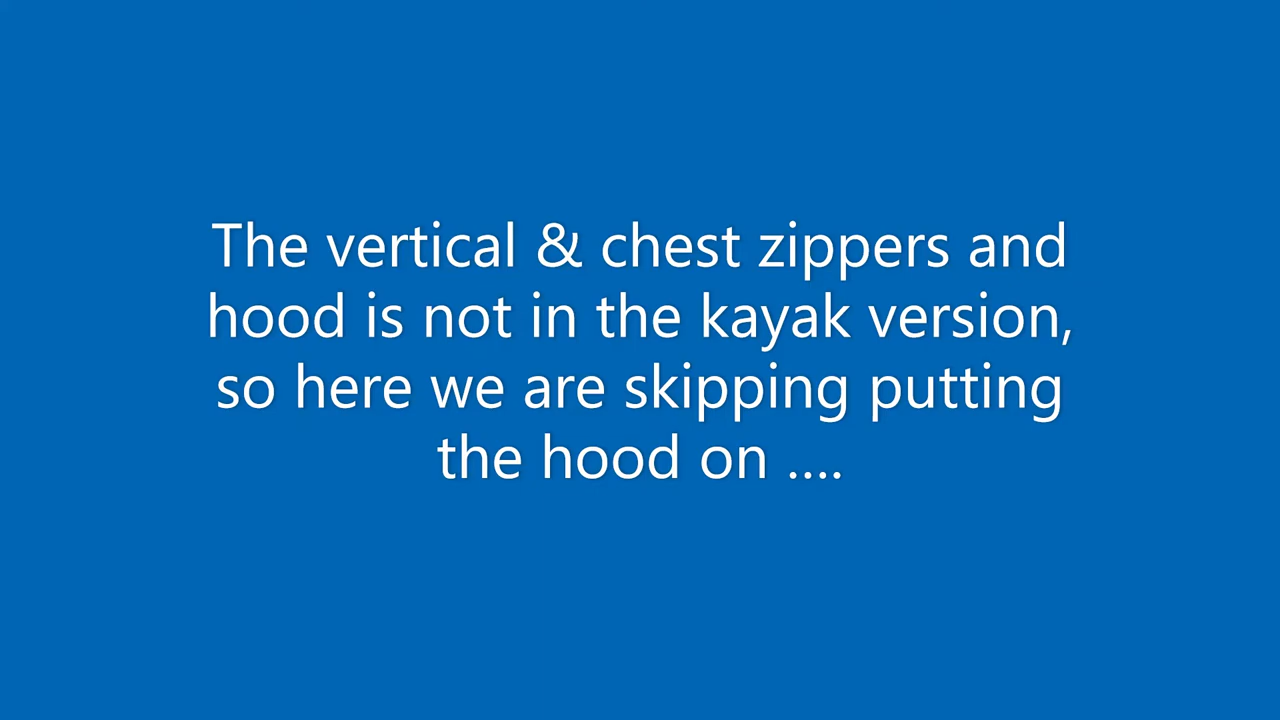 The vertical & chest zippers and
hood is not in the kayak version,
so here we are skipping putting
the hood on ....